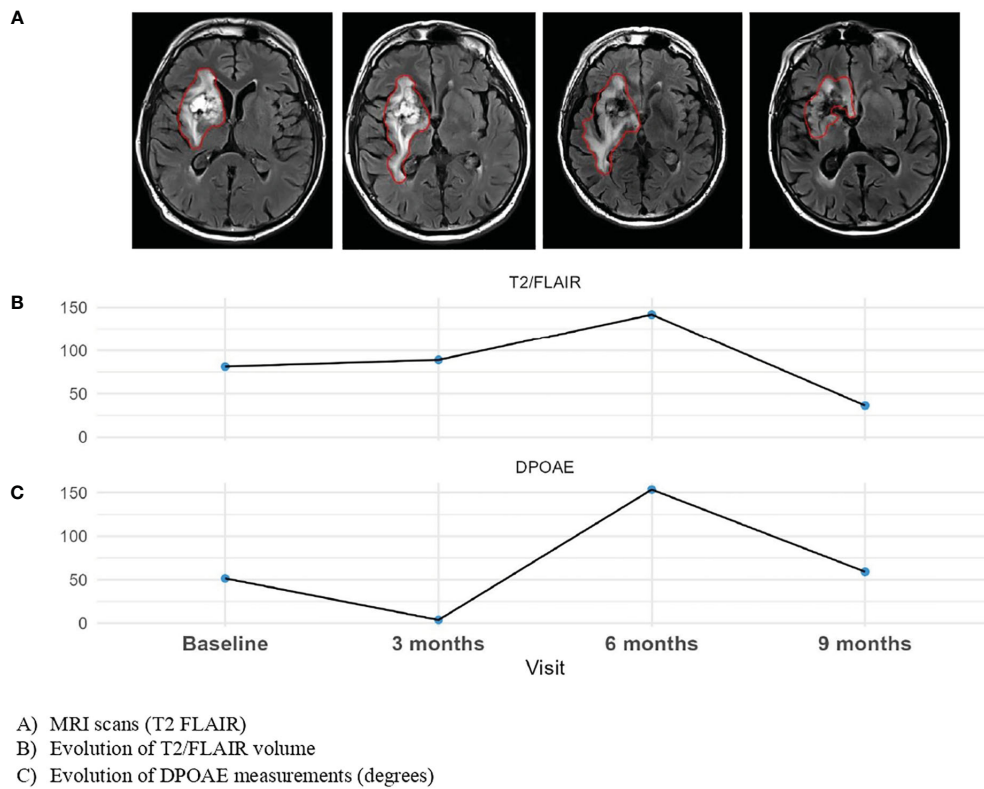 A
T2/FLAIR
B
150
100
50
0
DPOAE
C
150
100
50
0
Baseline 3 months 6 months 9 months
Visit
A) MRI scans (T2 FLAIR)
B) Evolution of T2/FLAIR volume
C) Evolution of DPOAE measurements (degrees)